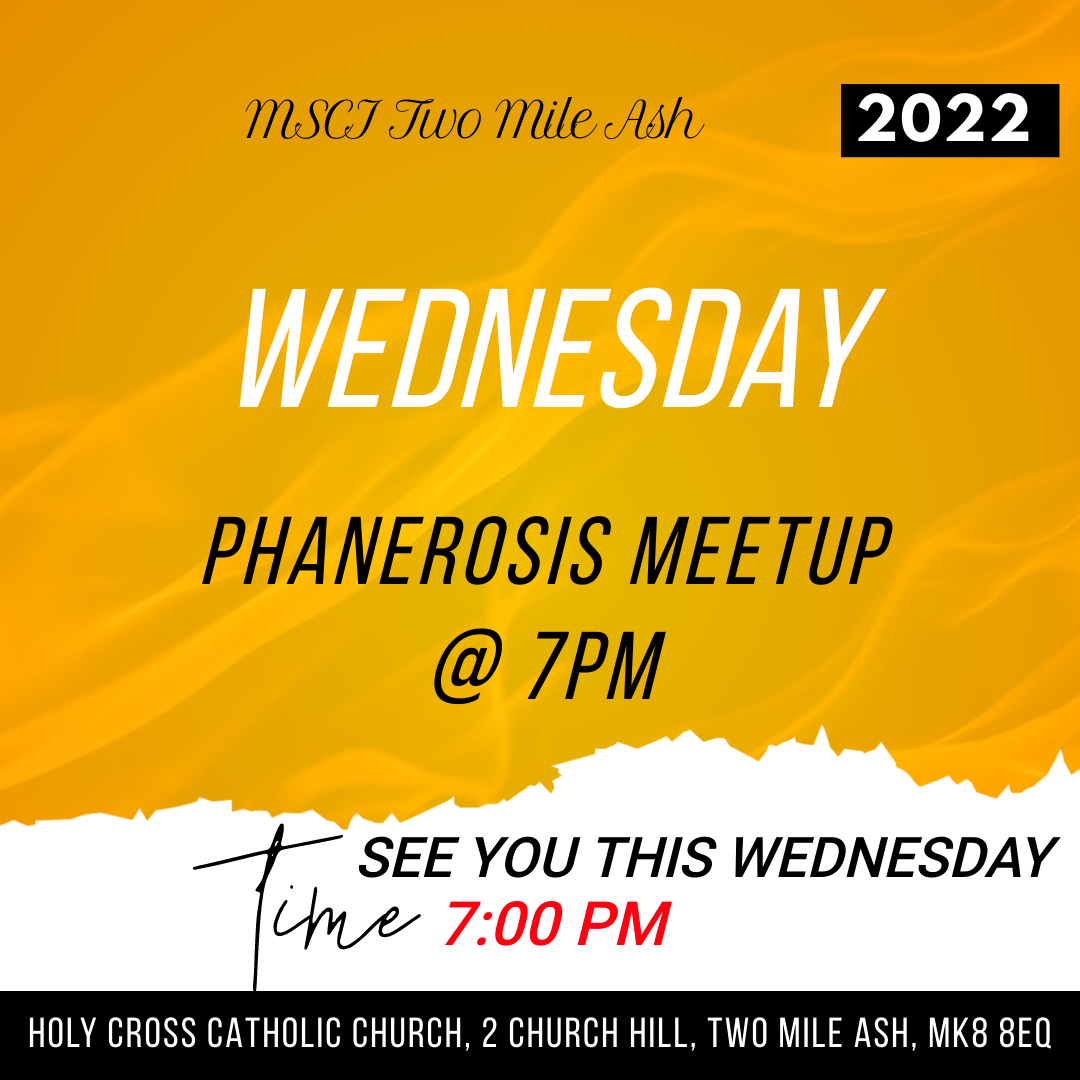 MSCI Two Mile Ash
2022
WEDNESDAY
PHANEROSIS MEETUP
@ 7PM
SEE YOU THIS WEDNESDAY
Time 7:00 PM
HOLY CROSS CATHOLIC CHURCH, 2 CHURCH HILL, TWO MILE ASH, MK8 8EQ